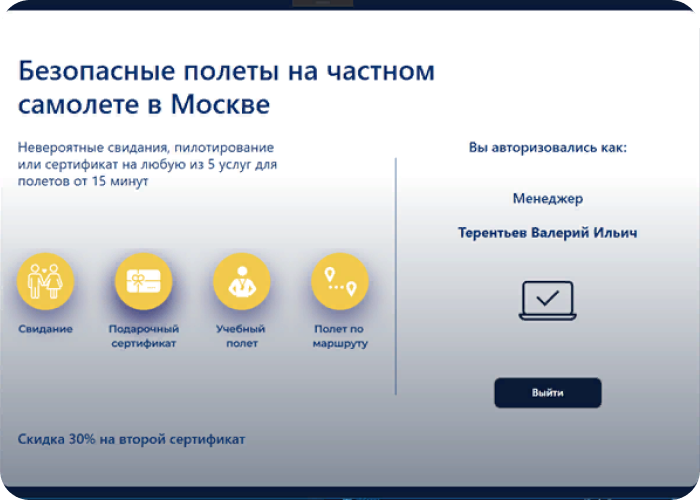 Безопасные полеты на частном
самолете в Москве
Невероятные свидания, пилотирование
или сертификат на любую из 5 услуг для
полетов от 15 минут
Свидание
Подарочный
сертификат
Учебный
полет
Полет по
маршруту
Скидка 30% на второй сертификат
Вы авторизовались как:
Менеджер
Терентьев Валерий Ильич
Выйти